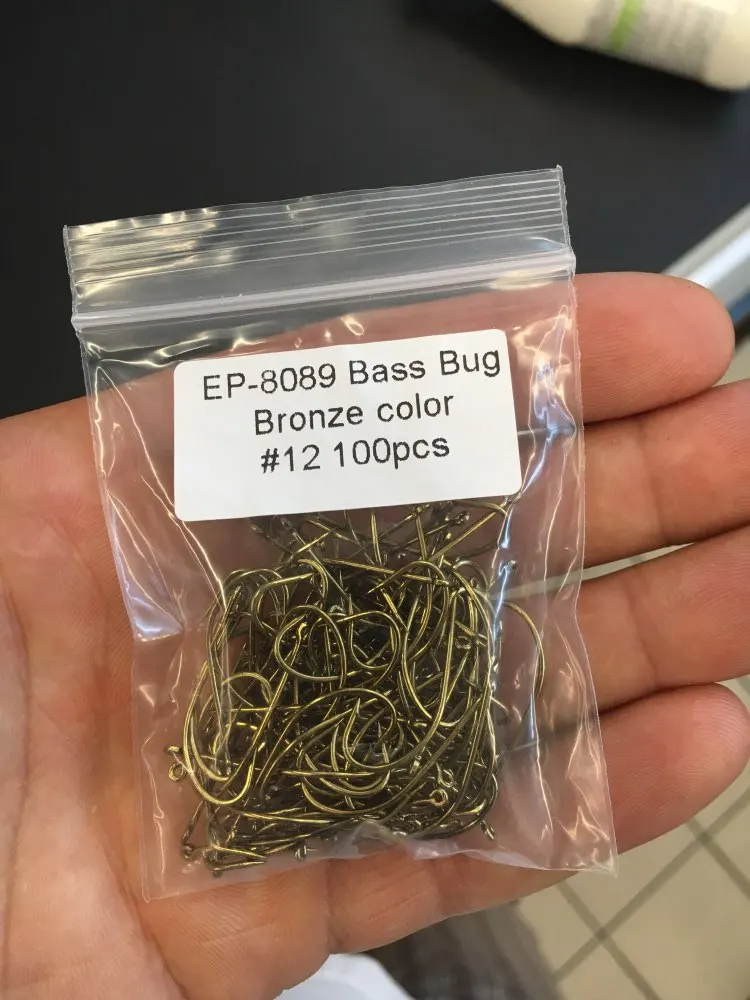 EP-8089 Bass Bug
Bronze color
#12 100pcs